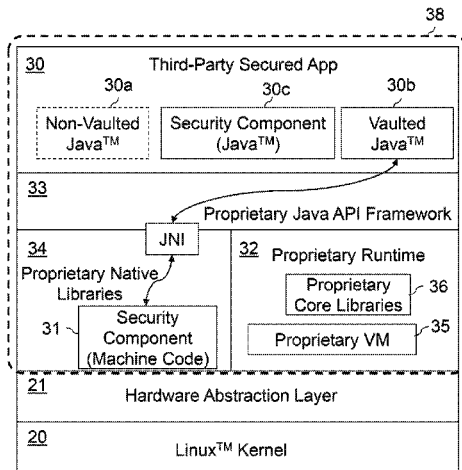 38
30
Third-Party Secured App
30a
30c
30b
Non-Vaulted
Java™
Security Component
(Java™)
Vaulted
Java™
33
Proprietary Java API Framework
JNI
34
Proprietary Native
Libraries
31
Security
Component
(Machine Code)
32
Proprietary Runtime
Proprietary
Core Libraries
36
35
Proprietary VM
21
Hardware Abstraction Layer
20
Linux™ Kernel